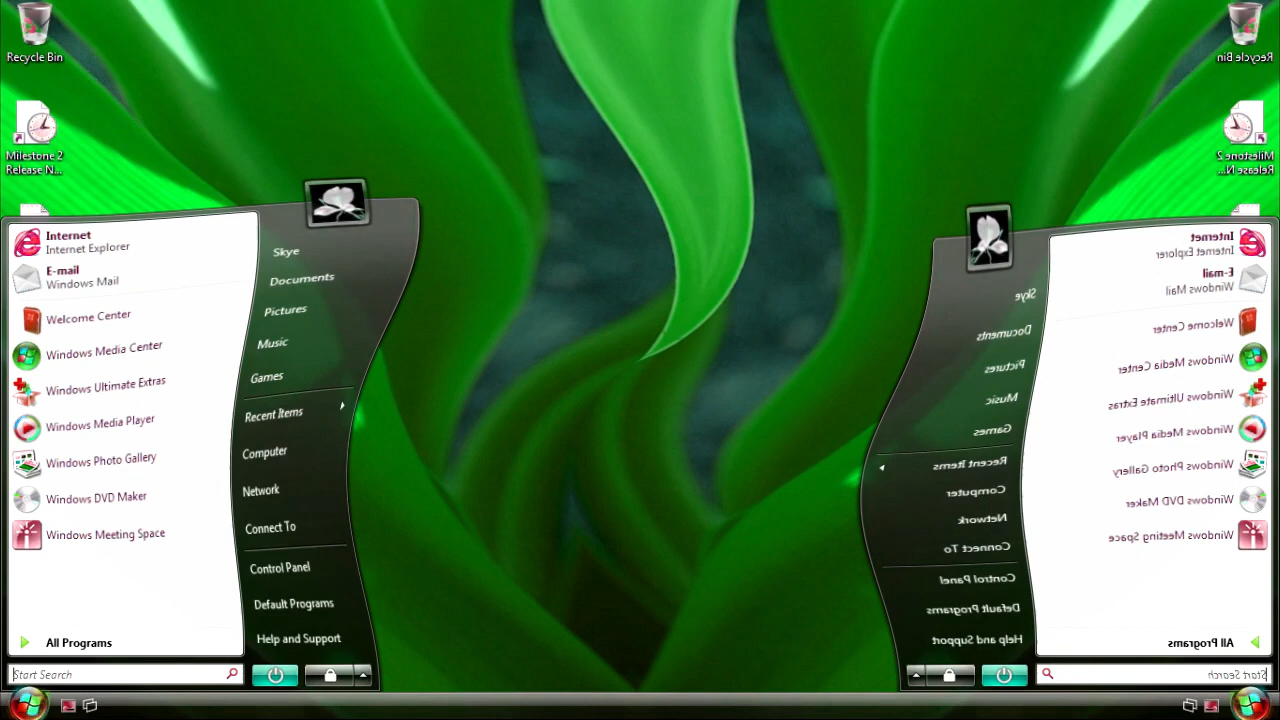 Recycle Bin
Milestone 2
Release N...
Internet
Internet Explorer
E-mail
Windows Mail
Welcome Center
Windows Media Center
Windows Ultimate Extras
Windows Media Player
Windows Photo Gallery
Windows DVD Maker
Windows Meeting Space
All Programs
Start Search
Skye
Documents
Pictures
Music
Games
Recent Items
Computer
Network
Connect To
Control Panel
Default Programs
Help and Support
Skye
Documents
Pictures
Music
Games
Recent Items
Computer
Network
Connect To
Control Panel
Default Programs
Help and Support
Recycle Bin
Milestone 2
Release N...
Internet
Internet Explorer
E-mail
Windows Mail
Welcome Center
Windows Media Center
Windows Ultimate Extras
Windows Media Player
Windows Photo Gallery
Windows DVD Maker
Windows Meeting Space
All Programs
Start Search